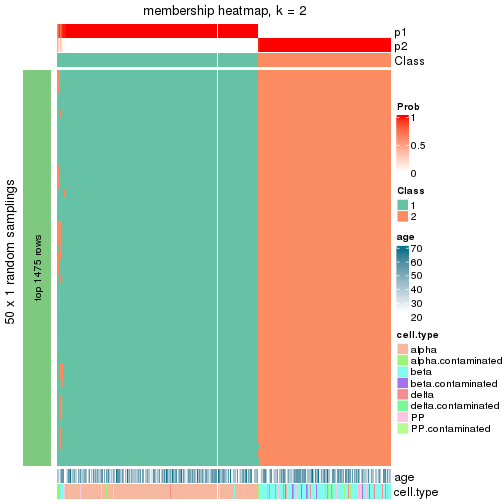 membership heatmap, k = 2
p1
p2
Class
50 x 1 random samplings
top 1475 rows
Prob
1
0.5
0
Class
1
2
age
70
60
50
40
30
20
cell.type
alpha
alpha.contaminated
beta
beta.contaminated
delta
delta.contaminated
PP
PP.contaminated
age
cell.type